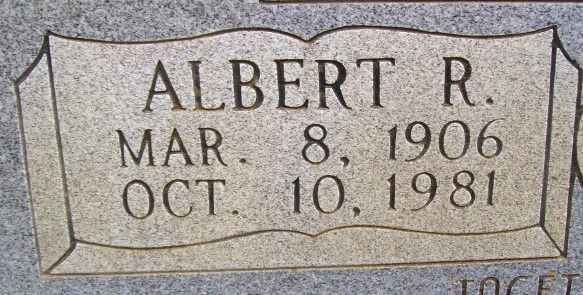 ALBERT R.
MAR. 8, 1906
OCT. 10, 1981